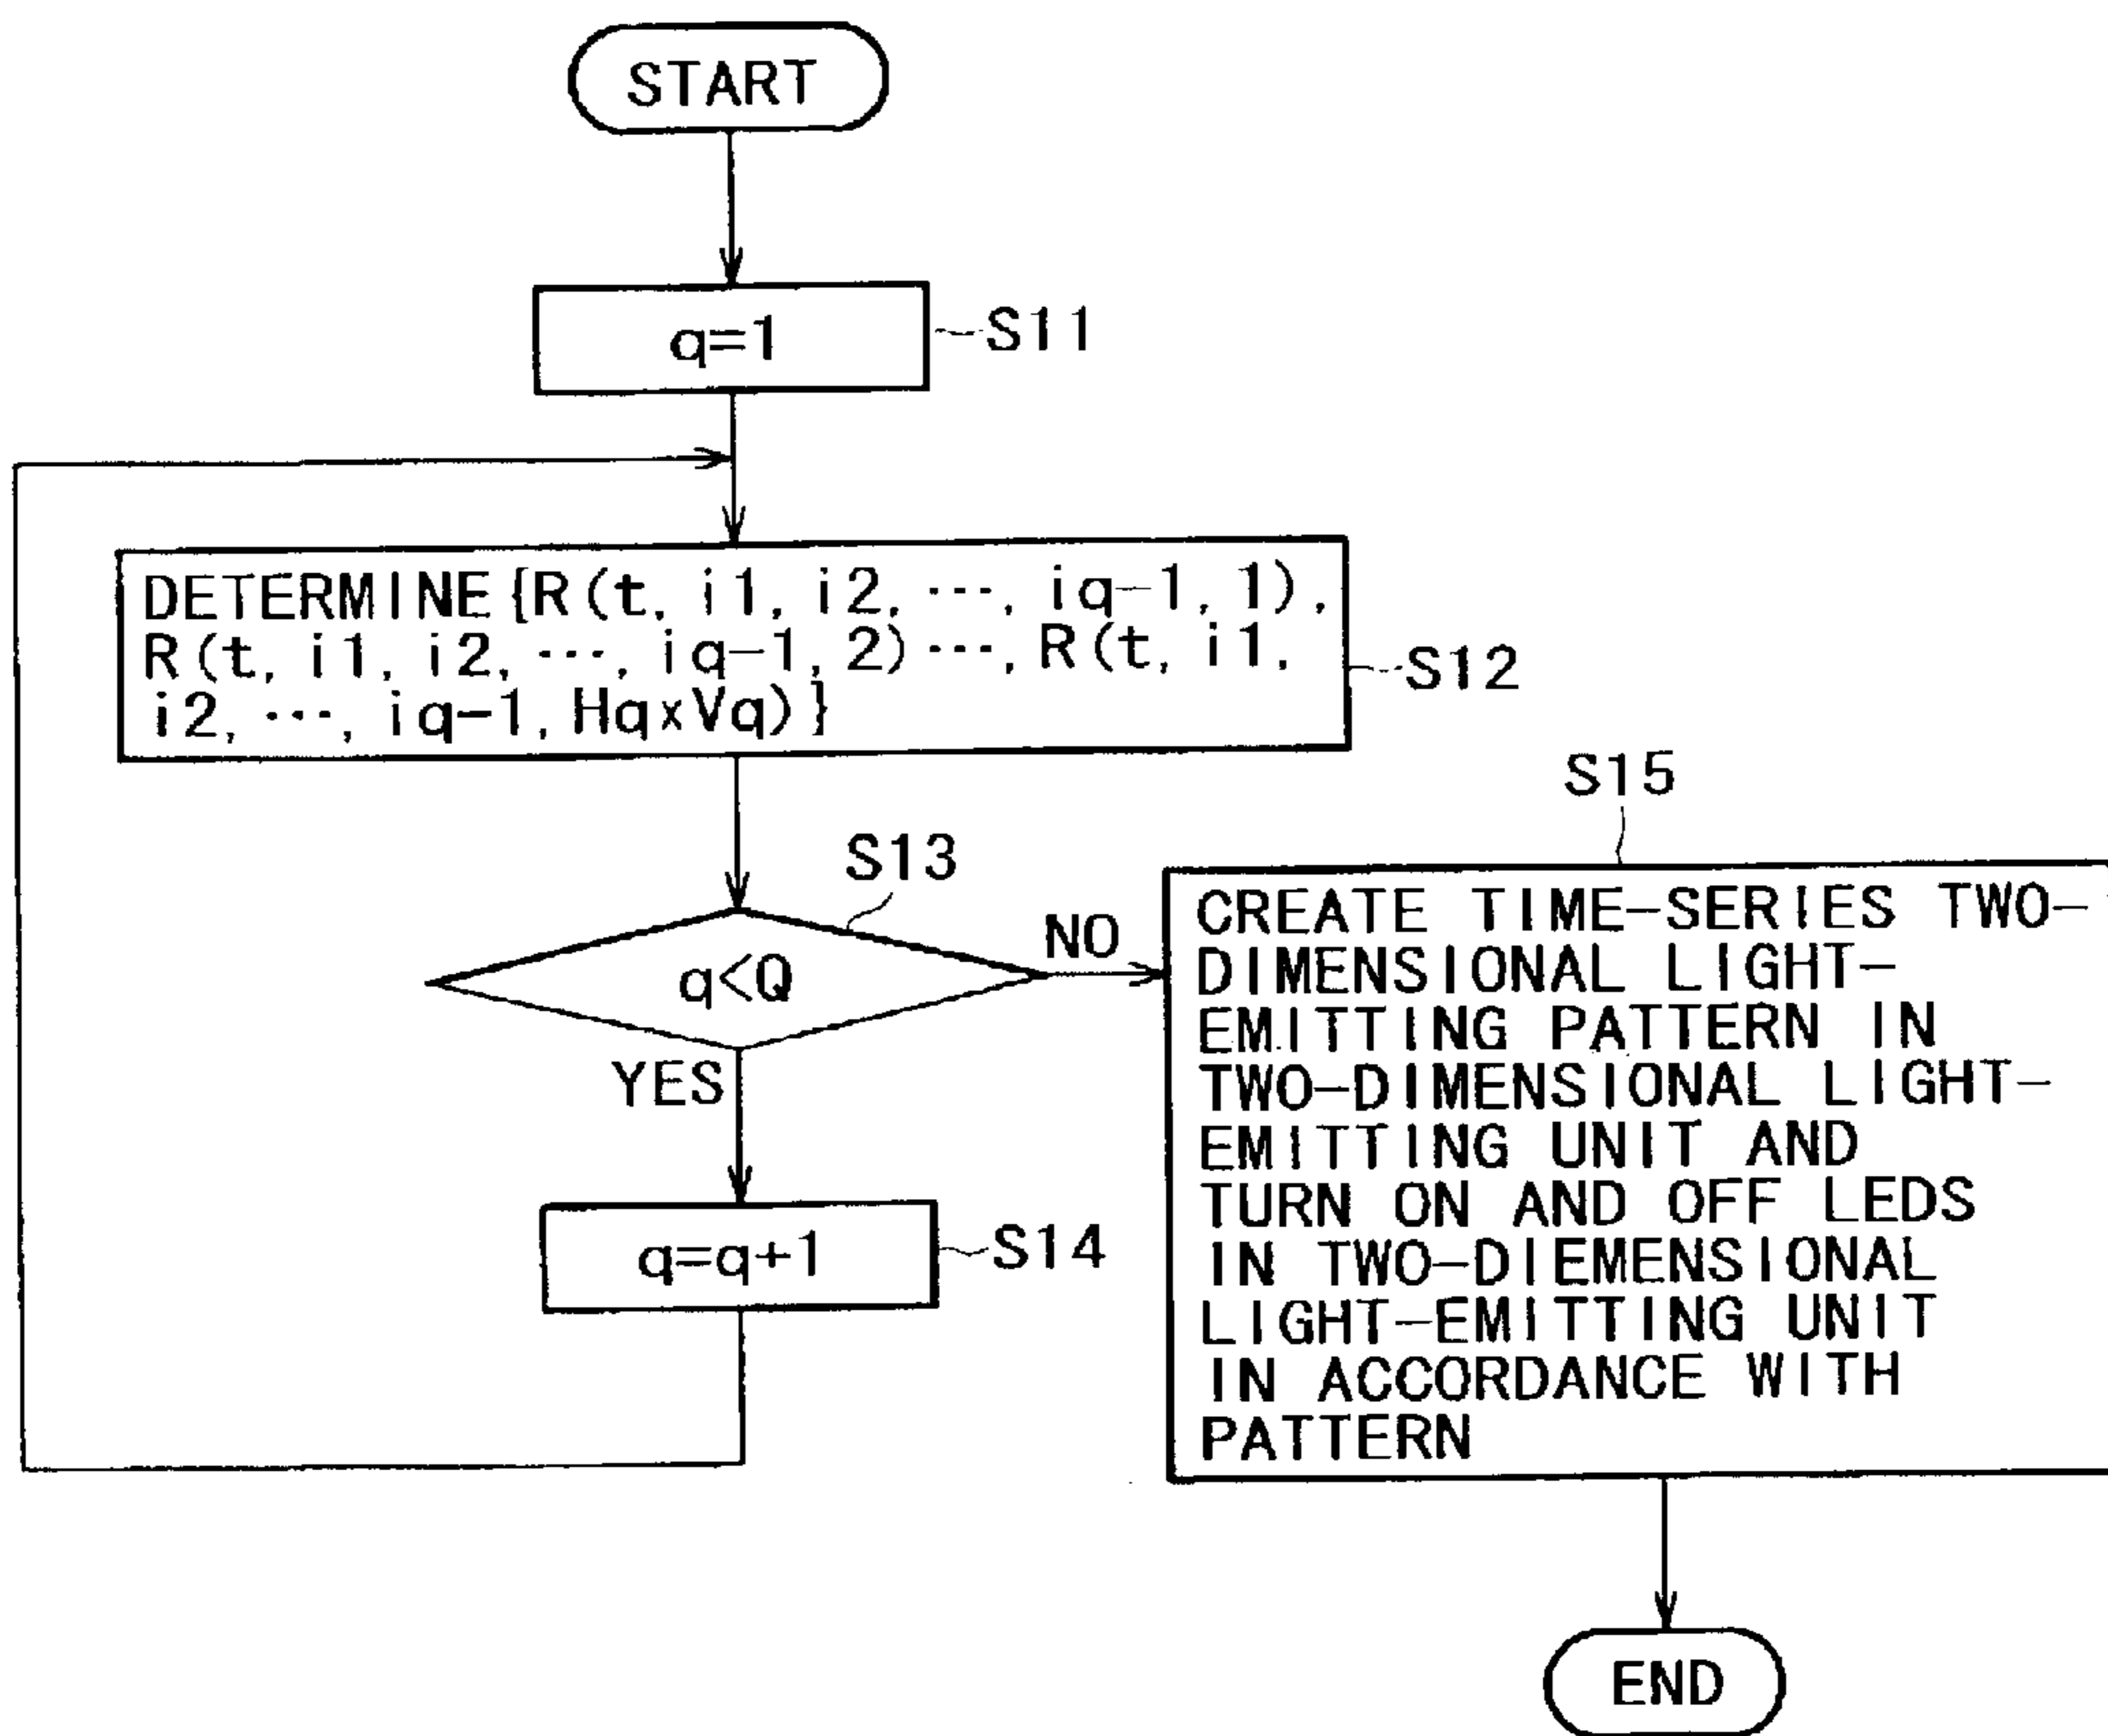 START
q=1
S11
DETERMINE{R(t, i1, i2, ⋯, iq-1, 1),
R(t, i1, i2, ⋯, iq-1, 2)⋯, R(t, i1,
i2, ⋯, iq-1, HqxVq)}
S12
S13
q<Q
NO
YES
q=q+1
S14
S15
CREATE TIME-SERIES TWO-
DIMENSIONAL LIGHT-
EMITTING PATTERN IN
TWO-DIMENSIONAL LIGHT-
EMITTING UNIT AND
TURN ON AND OFF LEDS
IN TWO-DIEMENSIONAL
LIGHT-EMITTING UNIT
IN ACCORDANCE WITH
PATTERN
END